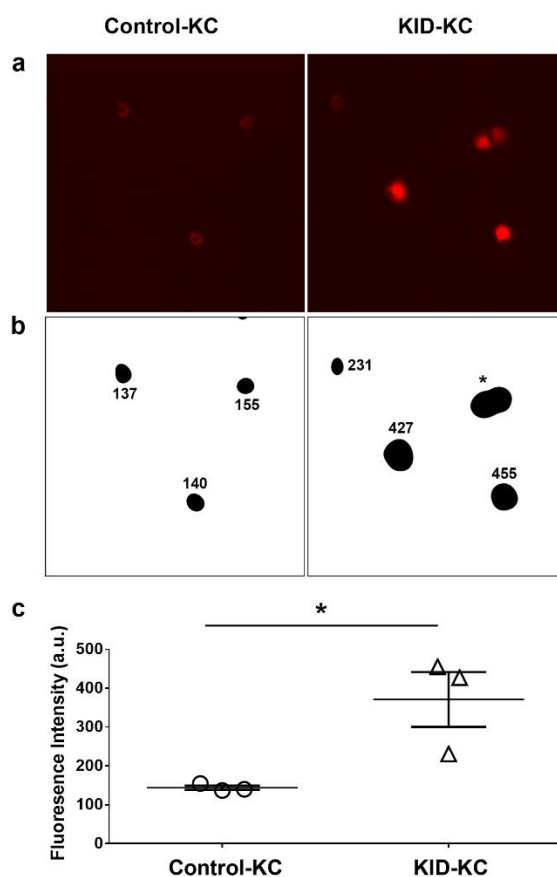 Control-KC KID-KC
a
b
137
155
140
231
*
427
455
c
*
Fluoresence Intensity (a.u.)
500
400
300
200
100
0
Control-KC KID-KC